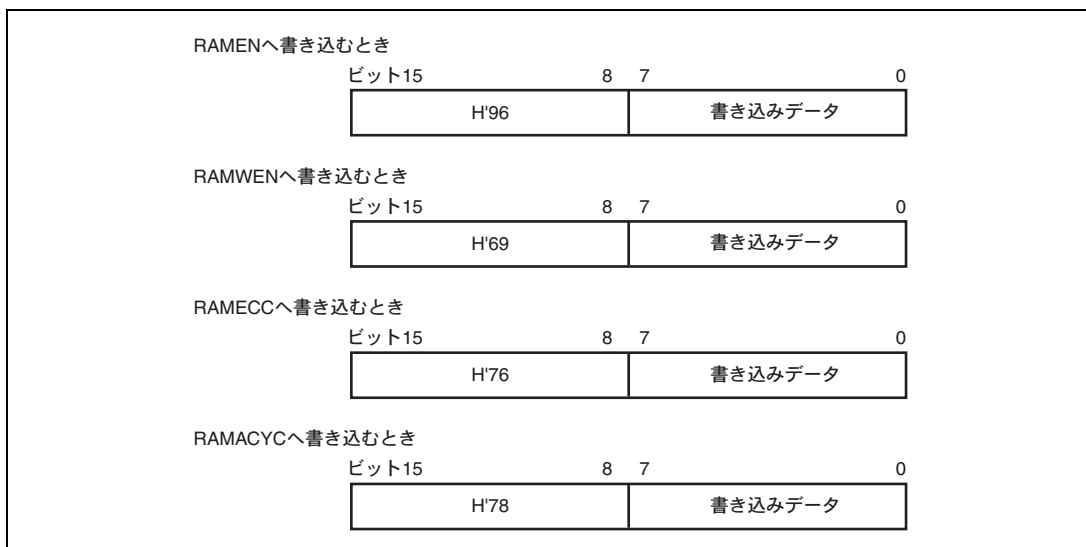 RAMENへ書き込むとき
ビット15 8 7 0
H'96 書き込みデータ
RAMWENへ書き込むとき
ビット15 8 7 0
H'69 書き込みデータ
RAMECCへ書き込むとき
ビット15 8 7 0
H'76 書き込みデータ
RAMACYCへ書き込むとき
ビット15 8 7 0
H'78 書き込みデータ